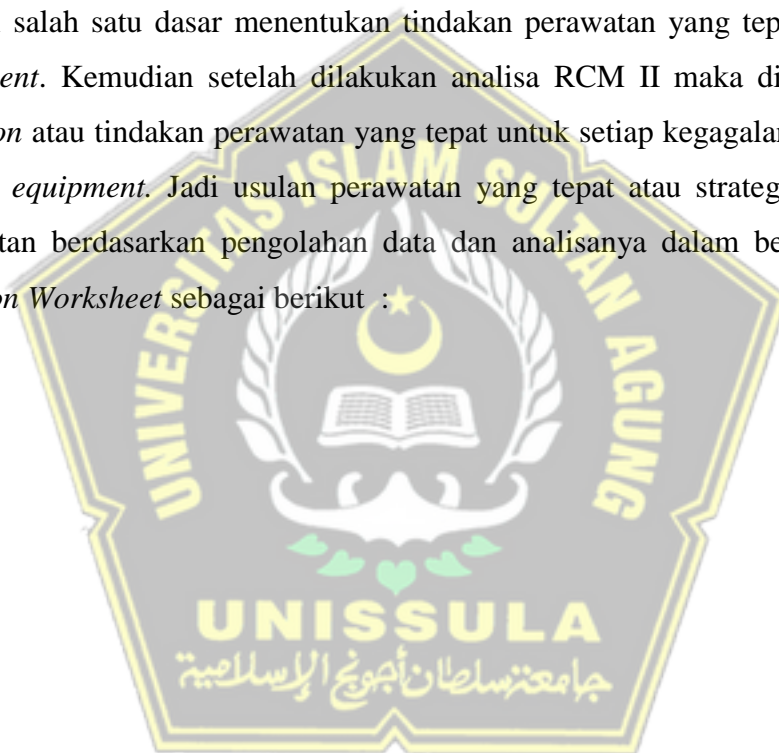 salah satu dasar menentukan tindakan perawatan yang tep
ent. Kemudian setelah dilakukan analisa RCM II maka di
on atau tindakan perawatan yang tepat untuk setiap kegagalan
equipment. Jadi usulan perawatan yang tepat atau strateg
tan berdasarkan pengolahan data dan analisanya dalam be
on Worksheet sebagai berikut :
UNIVERSITAS ISLAM SULTAN AGUNG
UNISSULA
جامعة سلطان أجونج الإسلامية